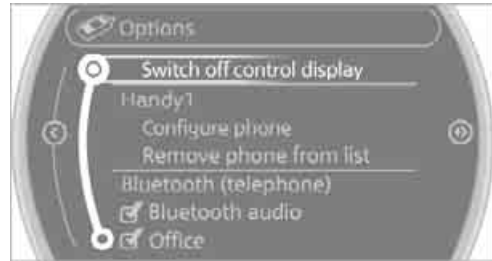 Options
Switch off control display
Handy1
Configure phone
Remove phone from list
Bluetooth (telephone)
Bluetooth audio
Office